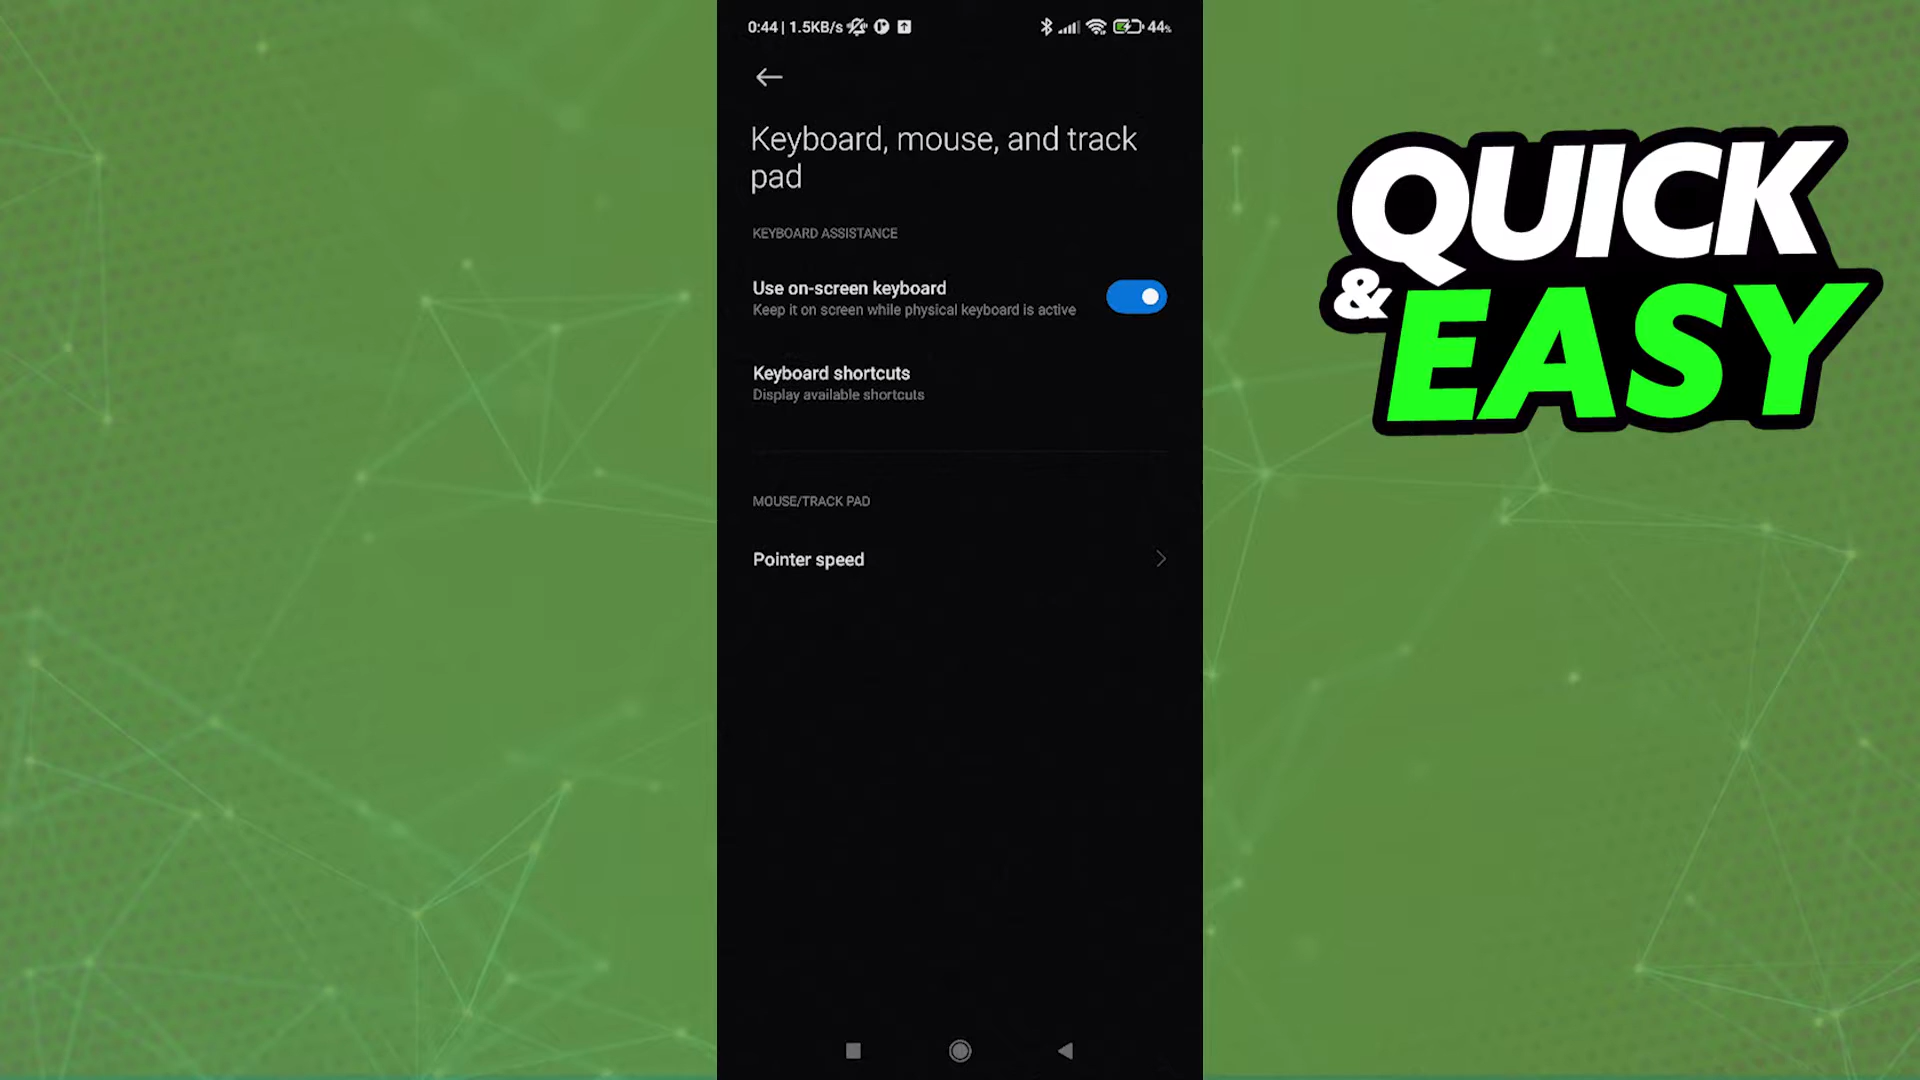 0:44 | 1.5KB/s
44%
Keyboard, mouse, and track
pad
KEYBOARD ASSISTANCE
Use on-screen keyboard
Keep it on screen while physical keyboard is active
Keyboard shortcuts
Display available shortcuts
MOUSE/TRACK PAD
Pointer speed
QUICK
& EASY